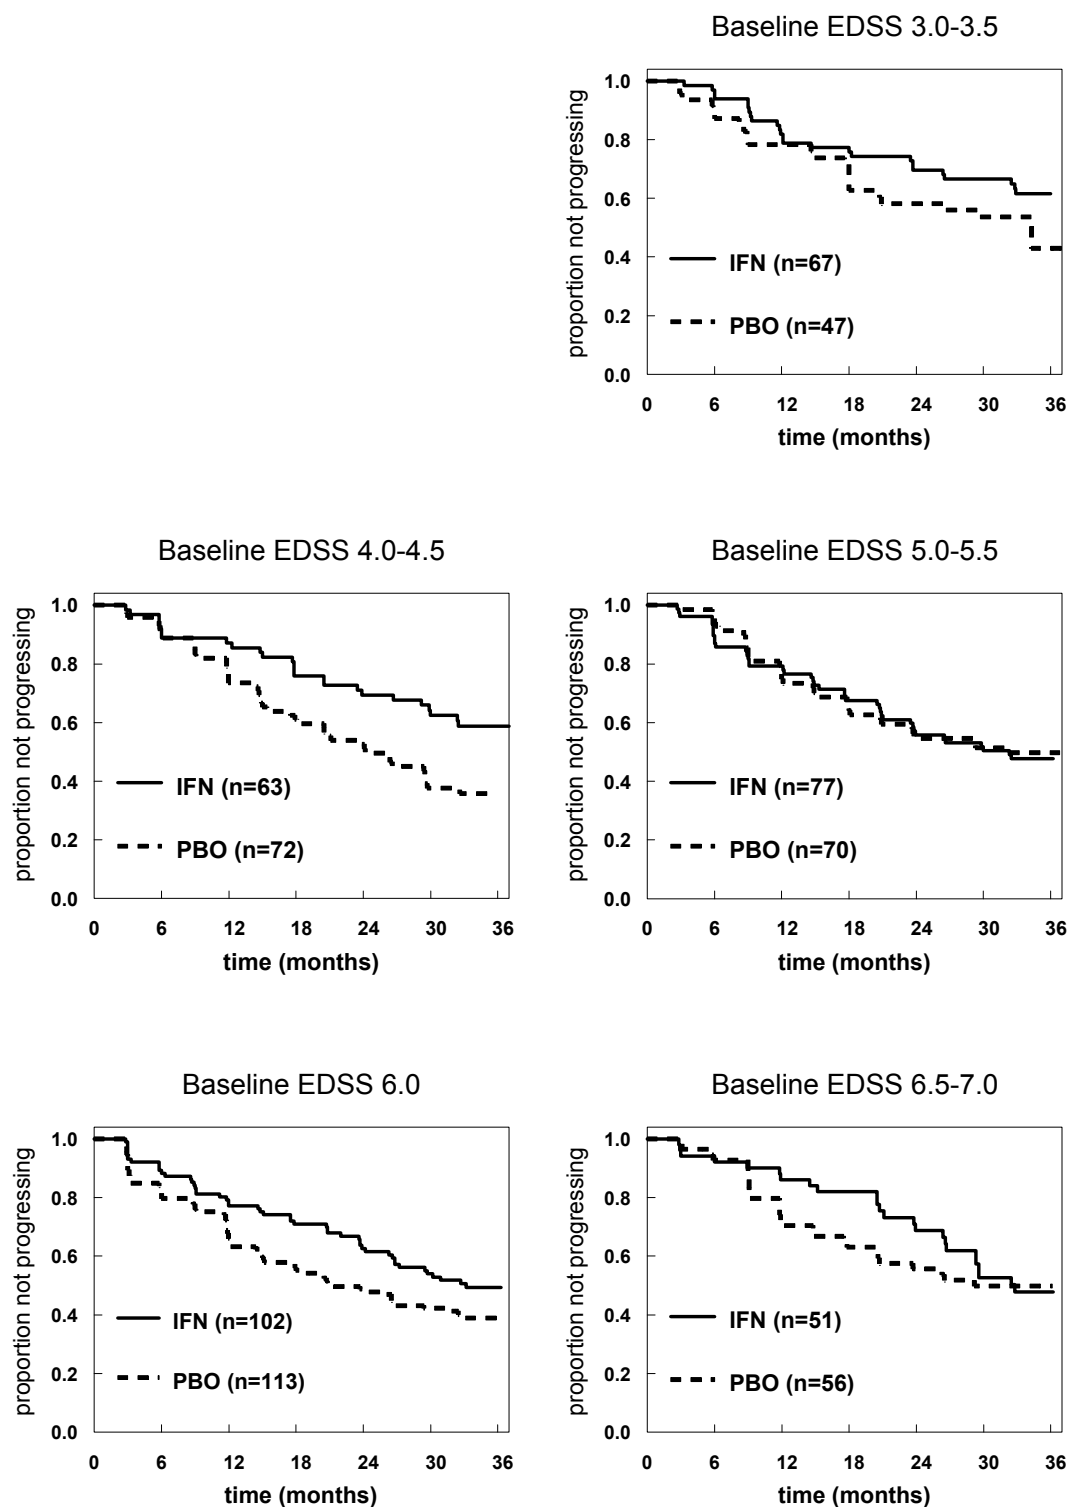 Baseline EDSS 3.0-3.5
proportion not progressing
1.0
0.8
0.6
0.4
0.2
0.0
IFN (n=67)
PBO (n=47)
0 6 12 18 24 30 36
time (months)
Baseline EDSS 4.0-4.5
proportion not progressing
1.0
0.8
0.6
0.4
0.2
0.0
IFN (n=63)
PBO (n=72)
0 6 12 18 24 30 36
time (months)
Baseline EDSS 5.0-5.5
proportion not progressing
1.0
0.8
0.6
0.4
0.2
0.0
IFN (n=77)
PBO (n=70)
0 6 12 18 24 30 36
time (months)
Baseline EDSS 6.0
proportion not progressing
1.0
0.8
0.6
0.4
0.2
0.0
IFN (n=102)
PBO (n=113)
0 6 12 18 24 30 36
time (months)
Baseline EDSS 6.5-7.0
proportion not progressing
1.0
0.8
0.6
0.4
0.2
0.0
IFN (n=51)
PBO (n=56)
0 6 12 18 24 30 36
time (months)